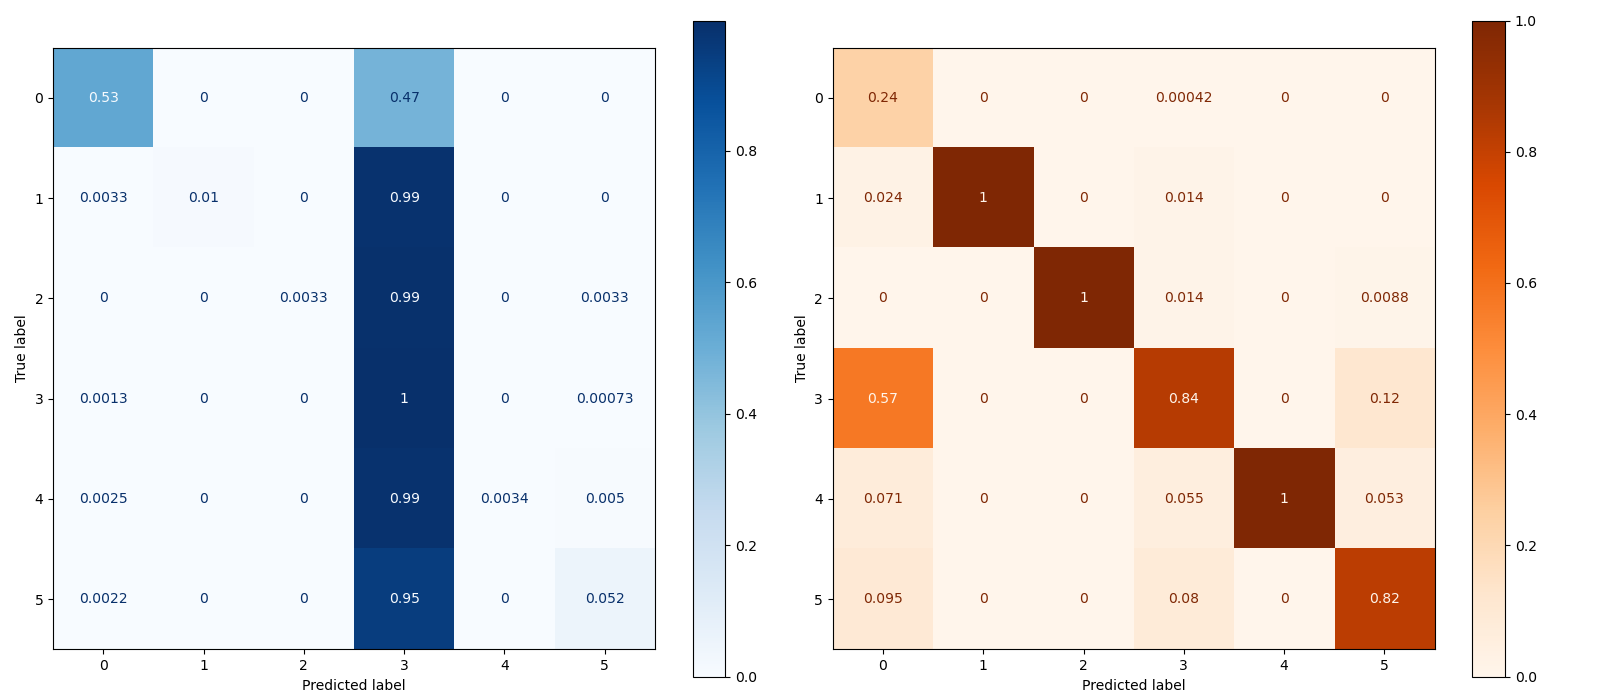 0 0.53 0 0 0.47 0 0
1 0.0033 0.01 0 0.99 0 0
2 0 0 0.0033 0.99 0 0.0033
3 0.0013 0 0 1 0 0.00073
4 0.0025 0 0 0.99 0.0034 0.005
5 0.0022 0 0 0.95 0 0.052
0 1 2 3 4 5
True label
Predicted label
0.8
0.6
0.4
0.2
0.0
0 0.24 0 0 0.00042 0 0
1 0.024 1 0 0.014 0 0
2 0 0 1 0.014 0 0.0088
3 0.57 0 0 0.84 0 0.12
4 0.071 0 0 0.055 1 0.053
5 0.095 0 0 0.08 0 0.82
0 1 2 3 4 5
True label
Predicted label
1.0
0.8
0.6
0.4
0.2
0.0